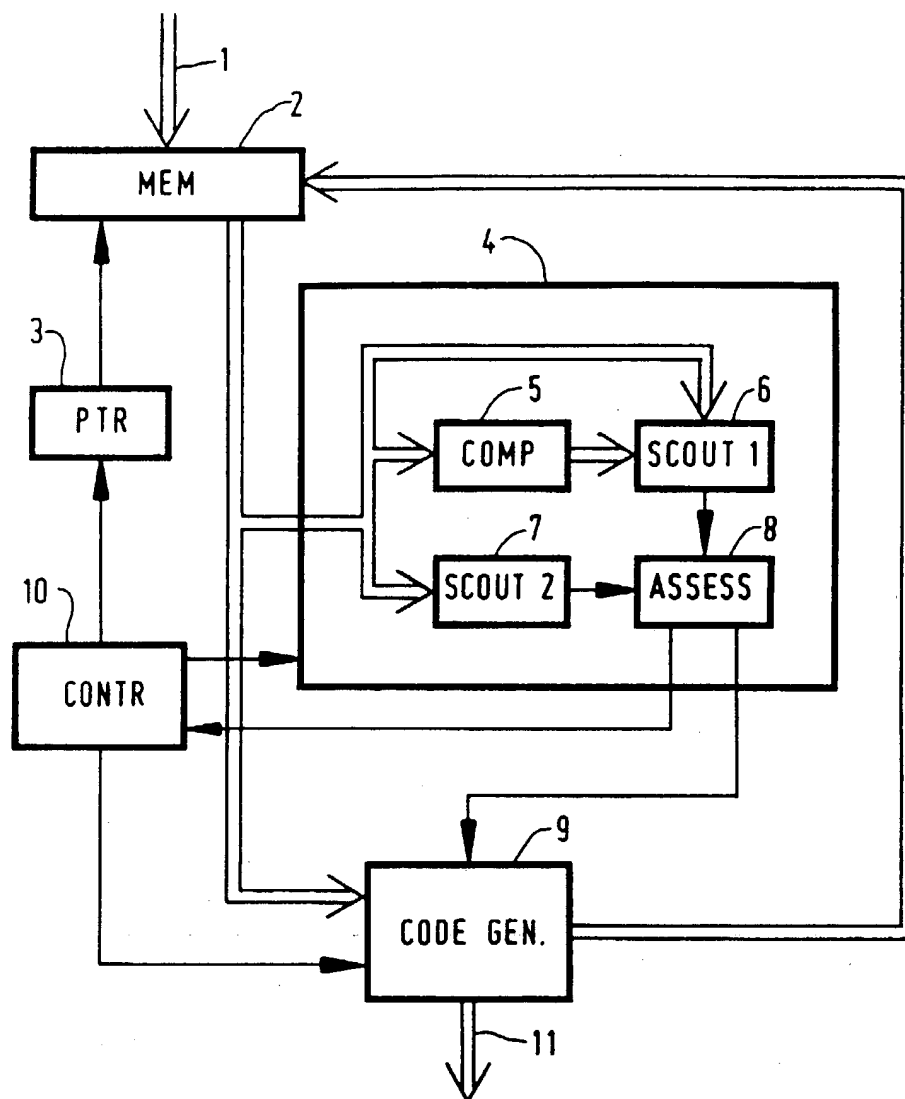 1
2
MEM
4
3
PTR
5
6
COMP
SCOUT 1
7
8
SCOUT 2
ASSESS
10
CONTR
9
CODE GEN.
11